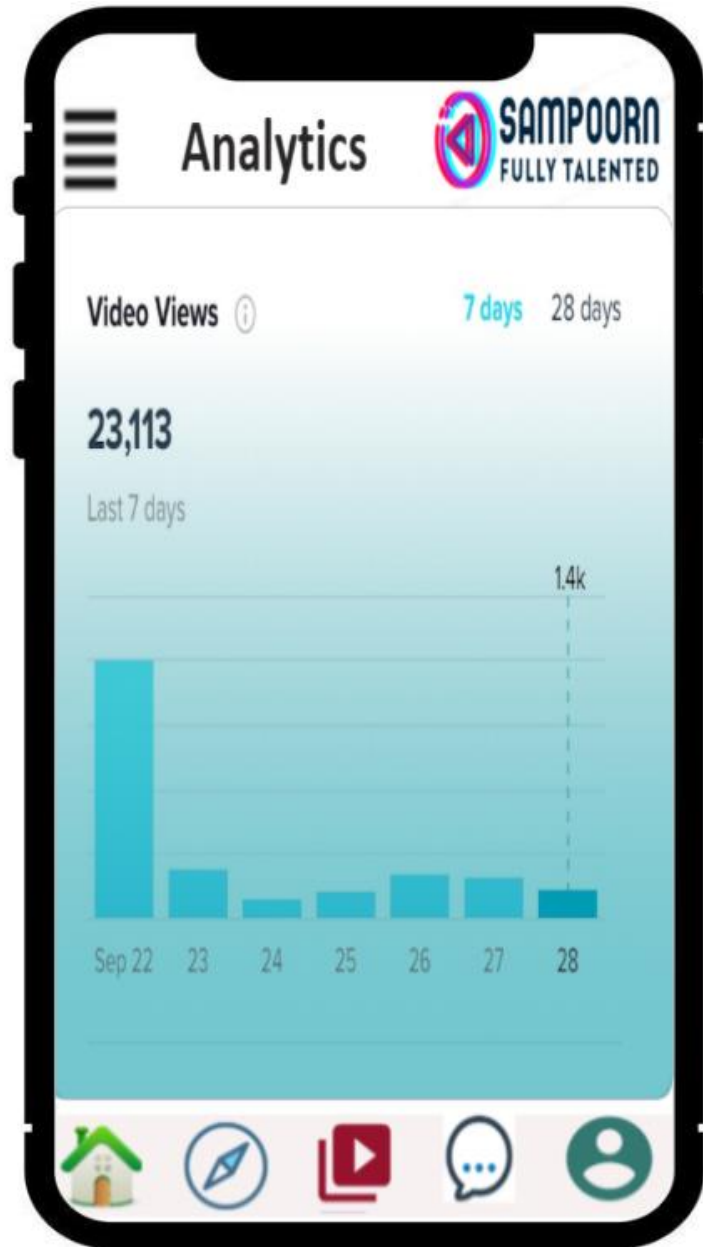 Analytics
SAMPOORN
FULLY TALENTED
Video Views
7 days 28 days
23,113
Last 7 days
1.4k
Sep 22 23 24 25 26 27 28